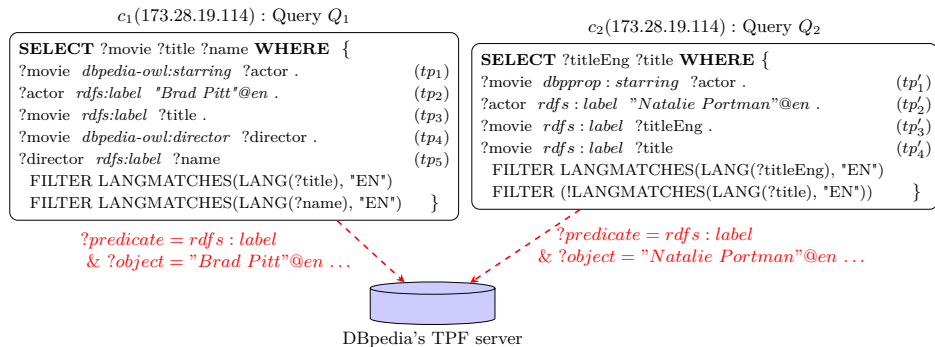 c1(173.28.19.114) : Query Q1
SELECT ?movie ?title ?name WHERE {
?movie dbpedia-owl:starring ?actor . (tp1)
?actor rdfs:label "Brad Pitt"@en . (tp2)
?movie rdfs:label ?title . (tp3)
?movie dbpedia-owl:director ?director . (tp4)
?director rdfs:label ?name (tp5)
FILTER LANGMATCHES(LANG(?title), "EN")
FILTER LANGMATCHES(LANG(?name), "EN") }
c2(173.28.19.114) : Query Q2
SELECT ?titleEng ?title WHERE {
?movie dbpprop : starring ?actor . (tp′1)
?actor rdfs : label ”Natalie Portman”@en . (tp′2)
?movie rdfs : label ?titleEng . (tp′3)
?movie rdfs : label ?title (tp′4)
FILTER LANGMATCHES(LANG(?titleEng), "EN")
FILTER (!LANGMATCHES(LANG(?title), "EN")) }
?predicate = rdfs : label
& ?object = ”Brad Pitt”@en ...
?predicate = rdfs : label
& ?object = ”Natalie Portman”@en ...
DBpedia's TPF server